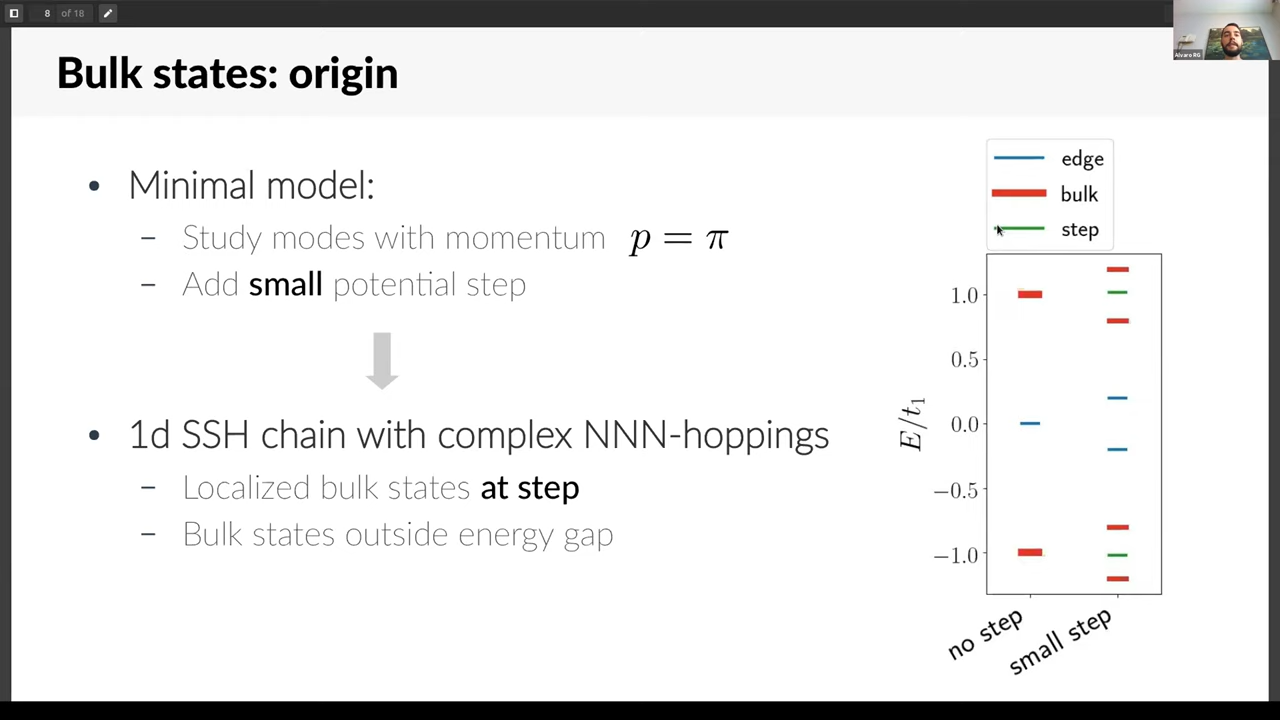 8 of 18
Alvaro RG
Bulk states: origin
• Minimal model:
– Study modes with momentum p = π
– Add small potential step
• 1d SSH chain with complex NNN-hoppings
– Localized bulk states at step
– Bulk states outside energy gap
edge
bulk
step
1.0
0.5
0.0
−0.5
−1.0
E/t₁
no step
small step